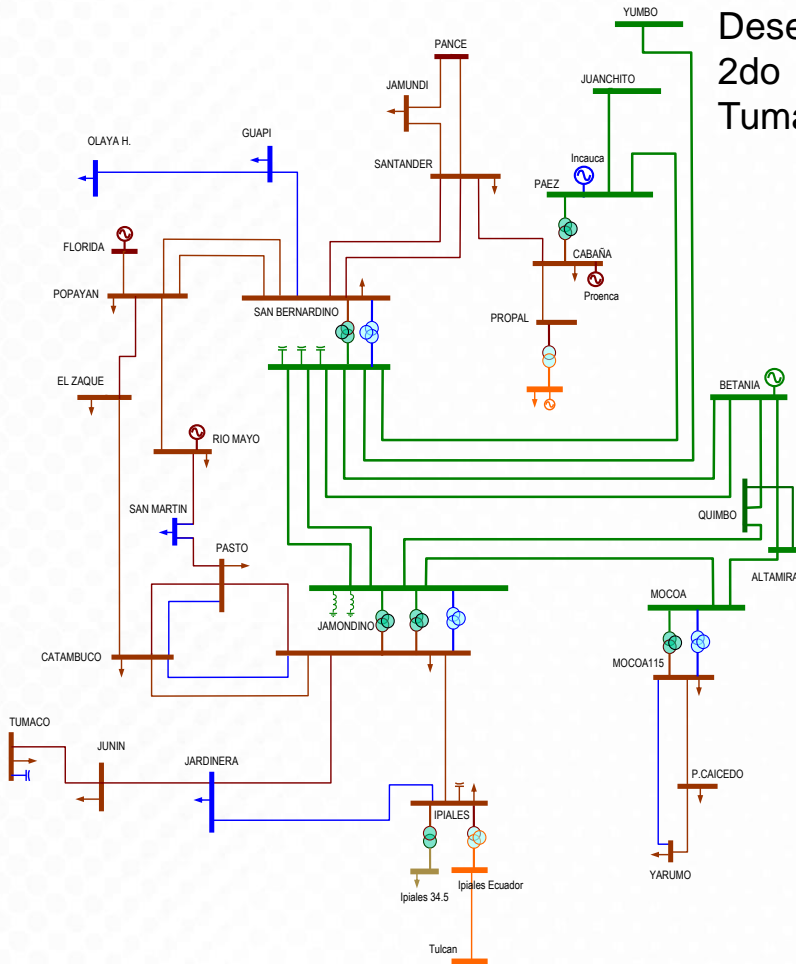 YUMBO
2do
PANCE
JUANCHITO
JAMUNDI
GUAPI
OLAYA H.
SANTANDER
Incauca
PAEZ
FLORIDA
CABAÑA
POPAYAN
Proenca
SAN BERNARDINO
PROPAL
EL ZAQUE
BETANIA
RIO MAYO
SAN MARTIN
QUIMBO
PASTO
ALTAMIRA
MOCOA
JAMONDINO
CATAMBUCO
MOCOA115
TUMACO
JUNIN
JARDINERA
P.CAICEDO
IPIALES
YARUMO
Ipiales 34.5
Ipiales Ecuador
Tulcan